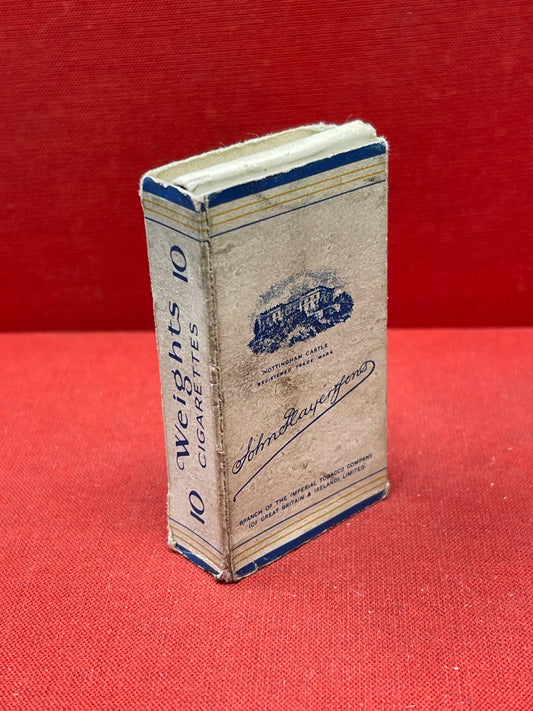 10 Weights 10
CIGARETTES
NOTTINGHAM CASTLE
REGISTERED TRADE MARK
John Player & Sons
BRANCH OF THE IMPERIAL TOBACCO COMPANY
(OF GREAT BRITAIN & IRELAND), LIMITED